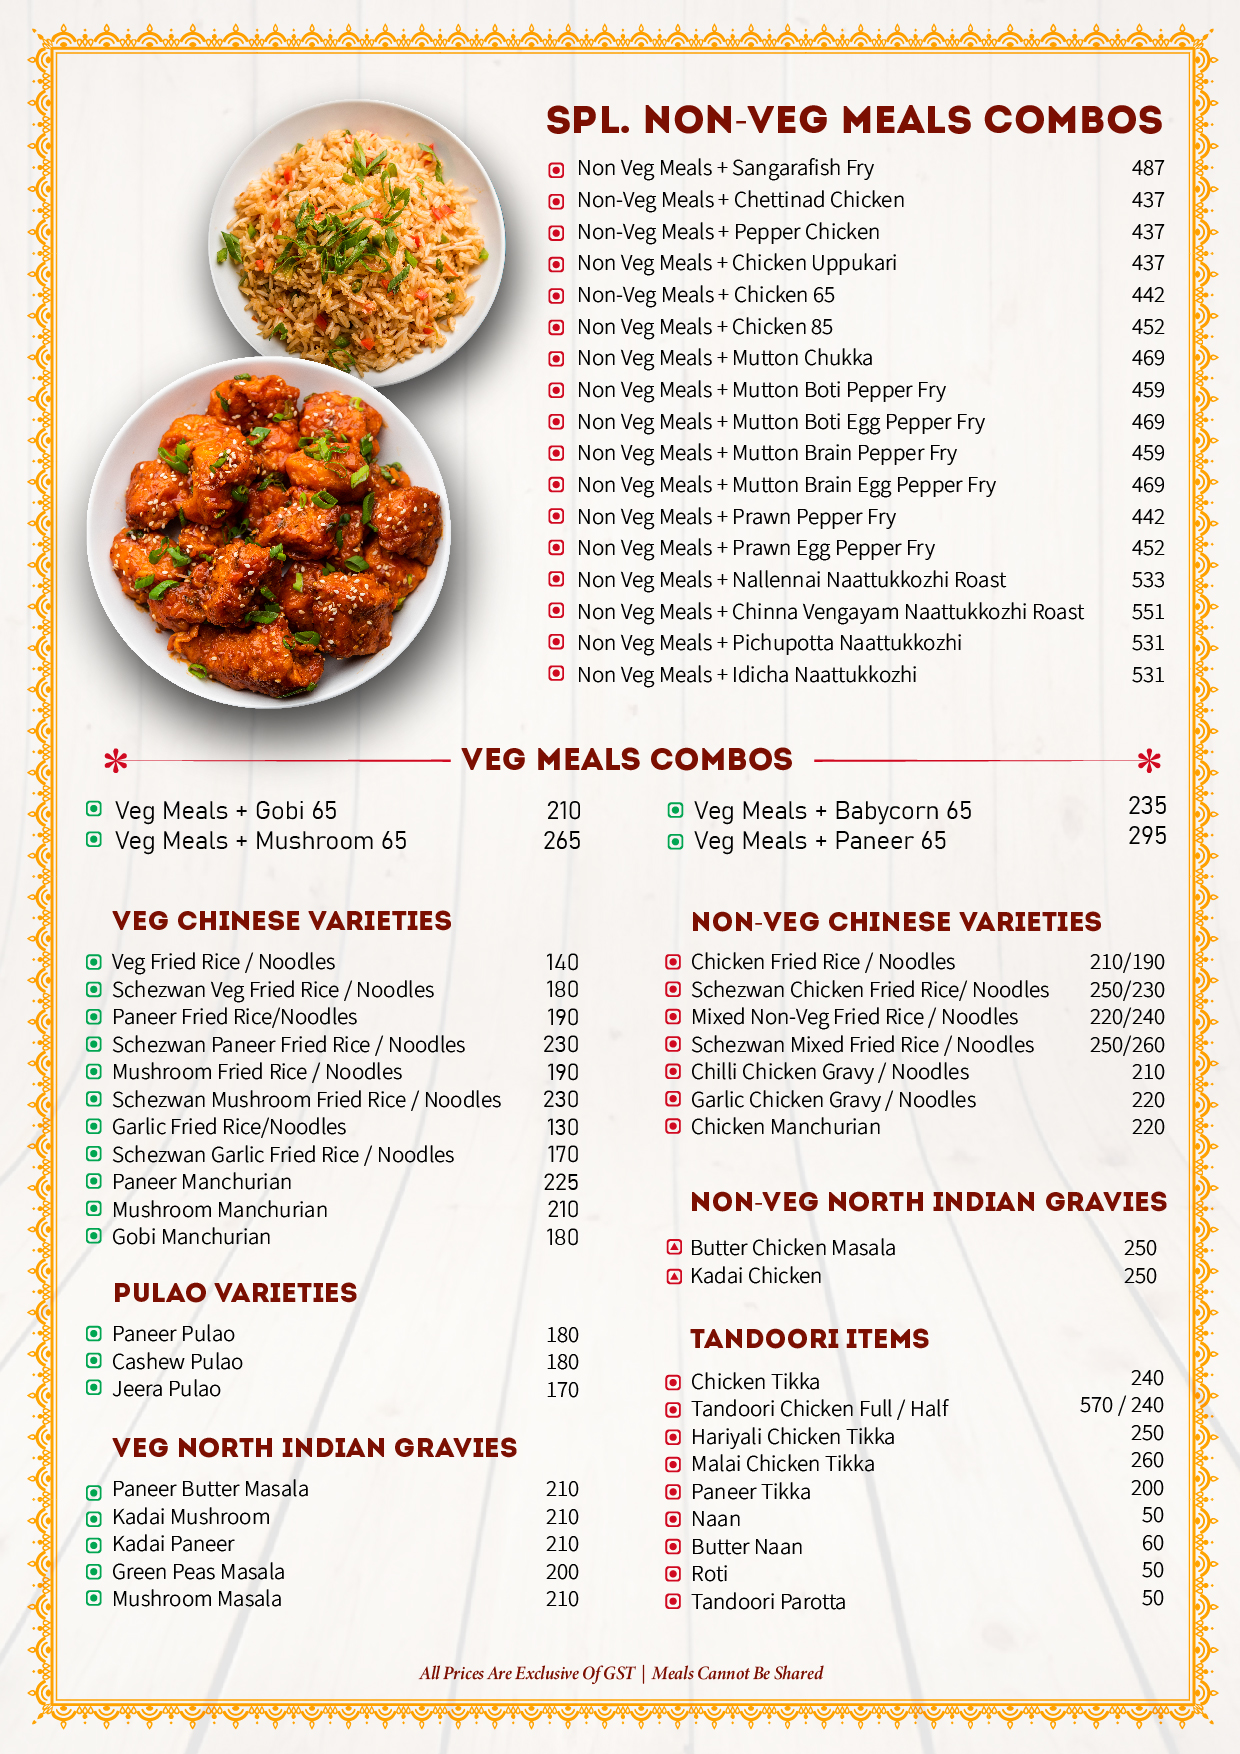 SPL. NON-VEG MEALS COMBOS
Non Veg Meals + Sangarafish Fry 487
Non-Veg Meals + Chettinad Chicken 437
Non-Veg Meals + Pepper Chicken 437
Non Veg Meals + Chicken Uppukari 437
Non-Veg Meals + Chicken 65 442
Non Veg Meals + Chicken 85 452
Non Veg Meals + Mutton Chukka 469
Non Veg Meals + Mutton Boti Pepper Fry 459
Non Veg Meals + Mutton Boti Egg Pepper Fry 469
Non Veg Meals + Mutton Brain Pepper Fry 459
Non Veg Meals + Mutton Brain Egg Pepper Fry 469
Non Veg Meals + Prawn Pepper Fry 442
Non Veg Meals + Prawn Egg Pepper Fry 452
Non Veg Meals + Nallennai Naattukkozhi Roast 533
Non Veg Meals + Chinna Vengayam Naattukkozhi Roast 551
Non Veg Meals + Pichupotta Naattukkozhi 531
Non Veg Meals + Idicha Naattukkozhi 531
VEG MEALS COMBOS
Veg Meals + Gobi 65 210
Veg Meals + Mushroom 65 265
Veg Meals + Babycorn 65 235
Veg Meals + Paneer 65 295
VEG CHINESE VARIETIES
Veg Fried Rice / Noodles 140
Schezwan Veg Fried Rice / Noodles 180
Paneer Fried Rice/Noodles 190
Schezwan Paneer Fried Rice / Noodles 230
Mushroom Fried Rice / Noodles 190
Schezwan Mushroom Fried Rice / Noodles 230
Garlic Fried Rice/Noodles 130
Schezwan Garlic Fried Rice / Noodles 170
Paneer Manchurian 225
Mushroom Manchurian 210
Gobi Manchurian 180
PULAO VARIETIES
Paneer Pulao 180
Cashew Pulao 180
Jeera Pulao 170
VEG NORTH INDIAN GRAVIES
Paneer Butter Masala 210
Kadai Mushroom 210
Kadai Paneer 210
Green Peas Masala 200
Mushroom Masala 210
NON-VEG CHINESE VARIETIES
Chicken Fried Rice / Noodles 210/190
Schezwan Chicken Fried Rice/ Noodles 250/230
Mixed Non-Veg Fried Rice / Noodles 220/240
Schezwan Mixed Fried Rice / Noodles 250/260
Chilli Chicken Gravy / Noodles 210
Garlic Chicken Gravy / Noodles 220
Chicken Manchurian 220
NON-VEG NORTH INDIAN GRAVIES
Butter Chicken Masala 250
Kadai Chicken 250
TANDOORI ITEMS
Chicken Tikka 240
Tandoori Chicken Full / Half 570 / 240
Hariyali Chicken Tikka 250
Malai Chicken Tikka 260
Paneer Tikka 200
Naan 50
Butter Naan 60
Roti 50
Tandoori Parotta 50
All Prices Are Exclusive Of GST | Meals Cannot Be Shared